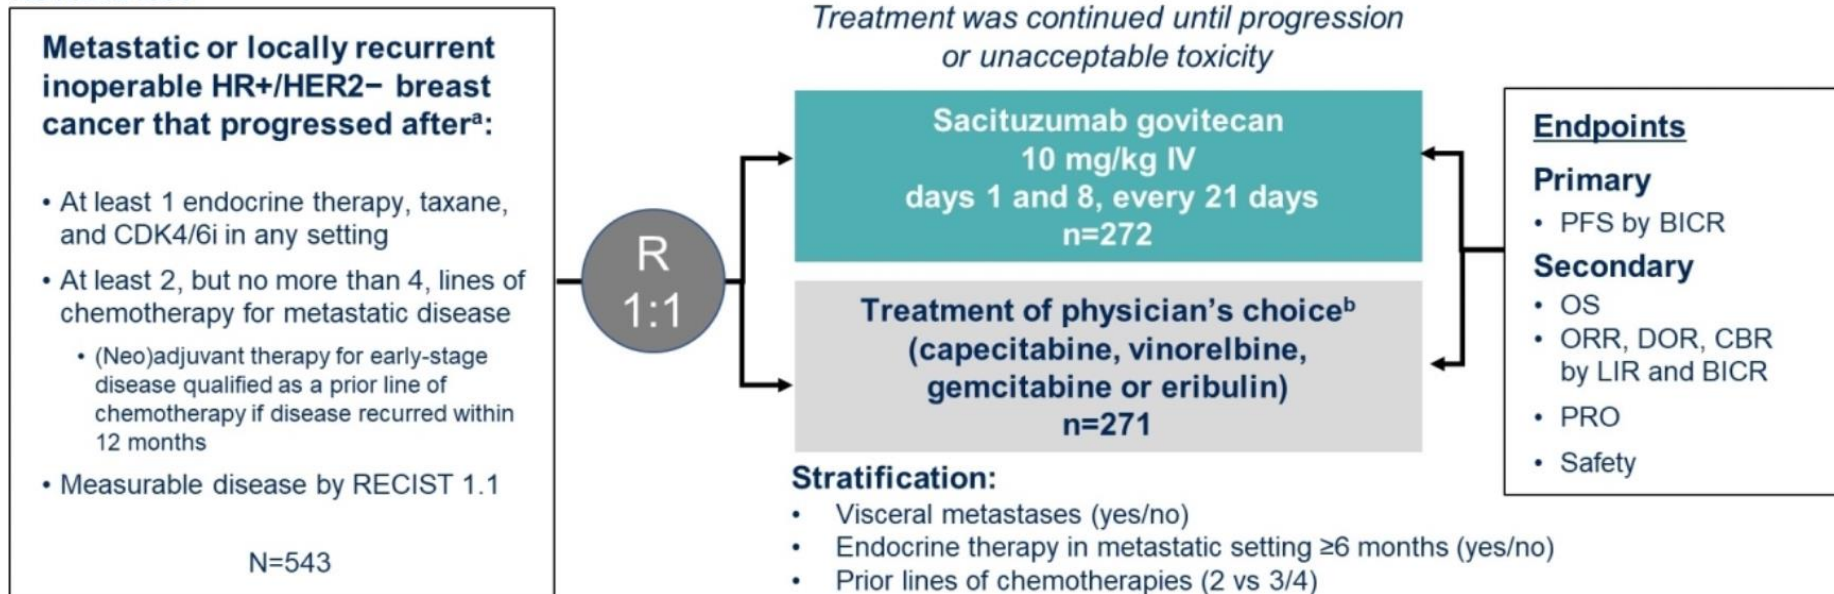 Metastatic or locally recurrent
inoperable HR+/HER2− breast
cancer that progressed afterᵃ:
• At least 1 endocrine therapy, taxane,
and CDK4/6i in any setting
• At least 2, but no more than 4, lines of
chemotherapy for metastatic disease
• (Neo)adjuvant therapy for early-stage
disease qualified as a prior line of
chemotherapy if disease recurred within
12 months
• Measurable disease by RECIST 1.1
N=543
R
1:1
Treatment was continued until progression
or unacceptable toxicity
Sacituzumab govitecan
10 mg/kg IV
days 1 and 8, every 21 days
n=272
Treatment of physician’s choiceᵇ
(capecitabine, vinorelbine,
gemcitabine or eribulin)
n=271
Stratification:
• Visceral metastases (yes/no)
• Endocrine therapy in metastatic setting ≥6 months (yes/no)
• Prior lines of chemotherapies (2 vs 3/4)
Endpoints
Primary
• PFS by BICR
Secondary
• OS
• ORR, DOR, CBR
by LIR and BICR
• PRO
• Safety